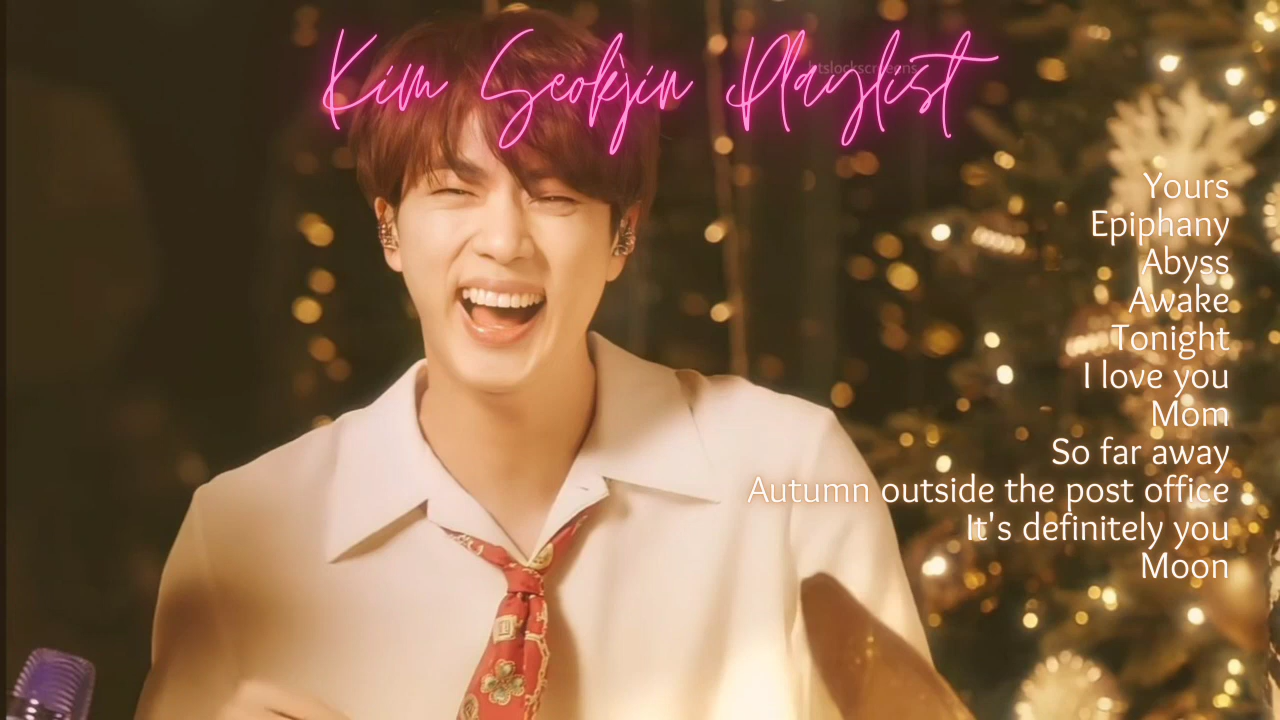 Kim Seokjin Playlist
btslockscreens
Yours
Epiphany
Abyss
Awake
Tonight
I love you
Mom
So far away
Autumn outside the post office
It's definitely you
Moon